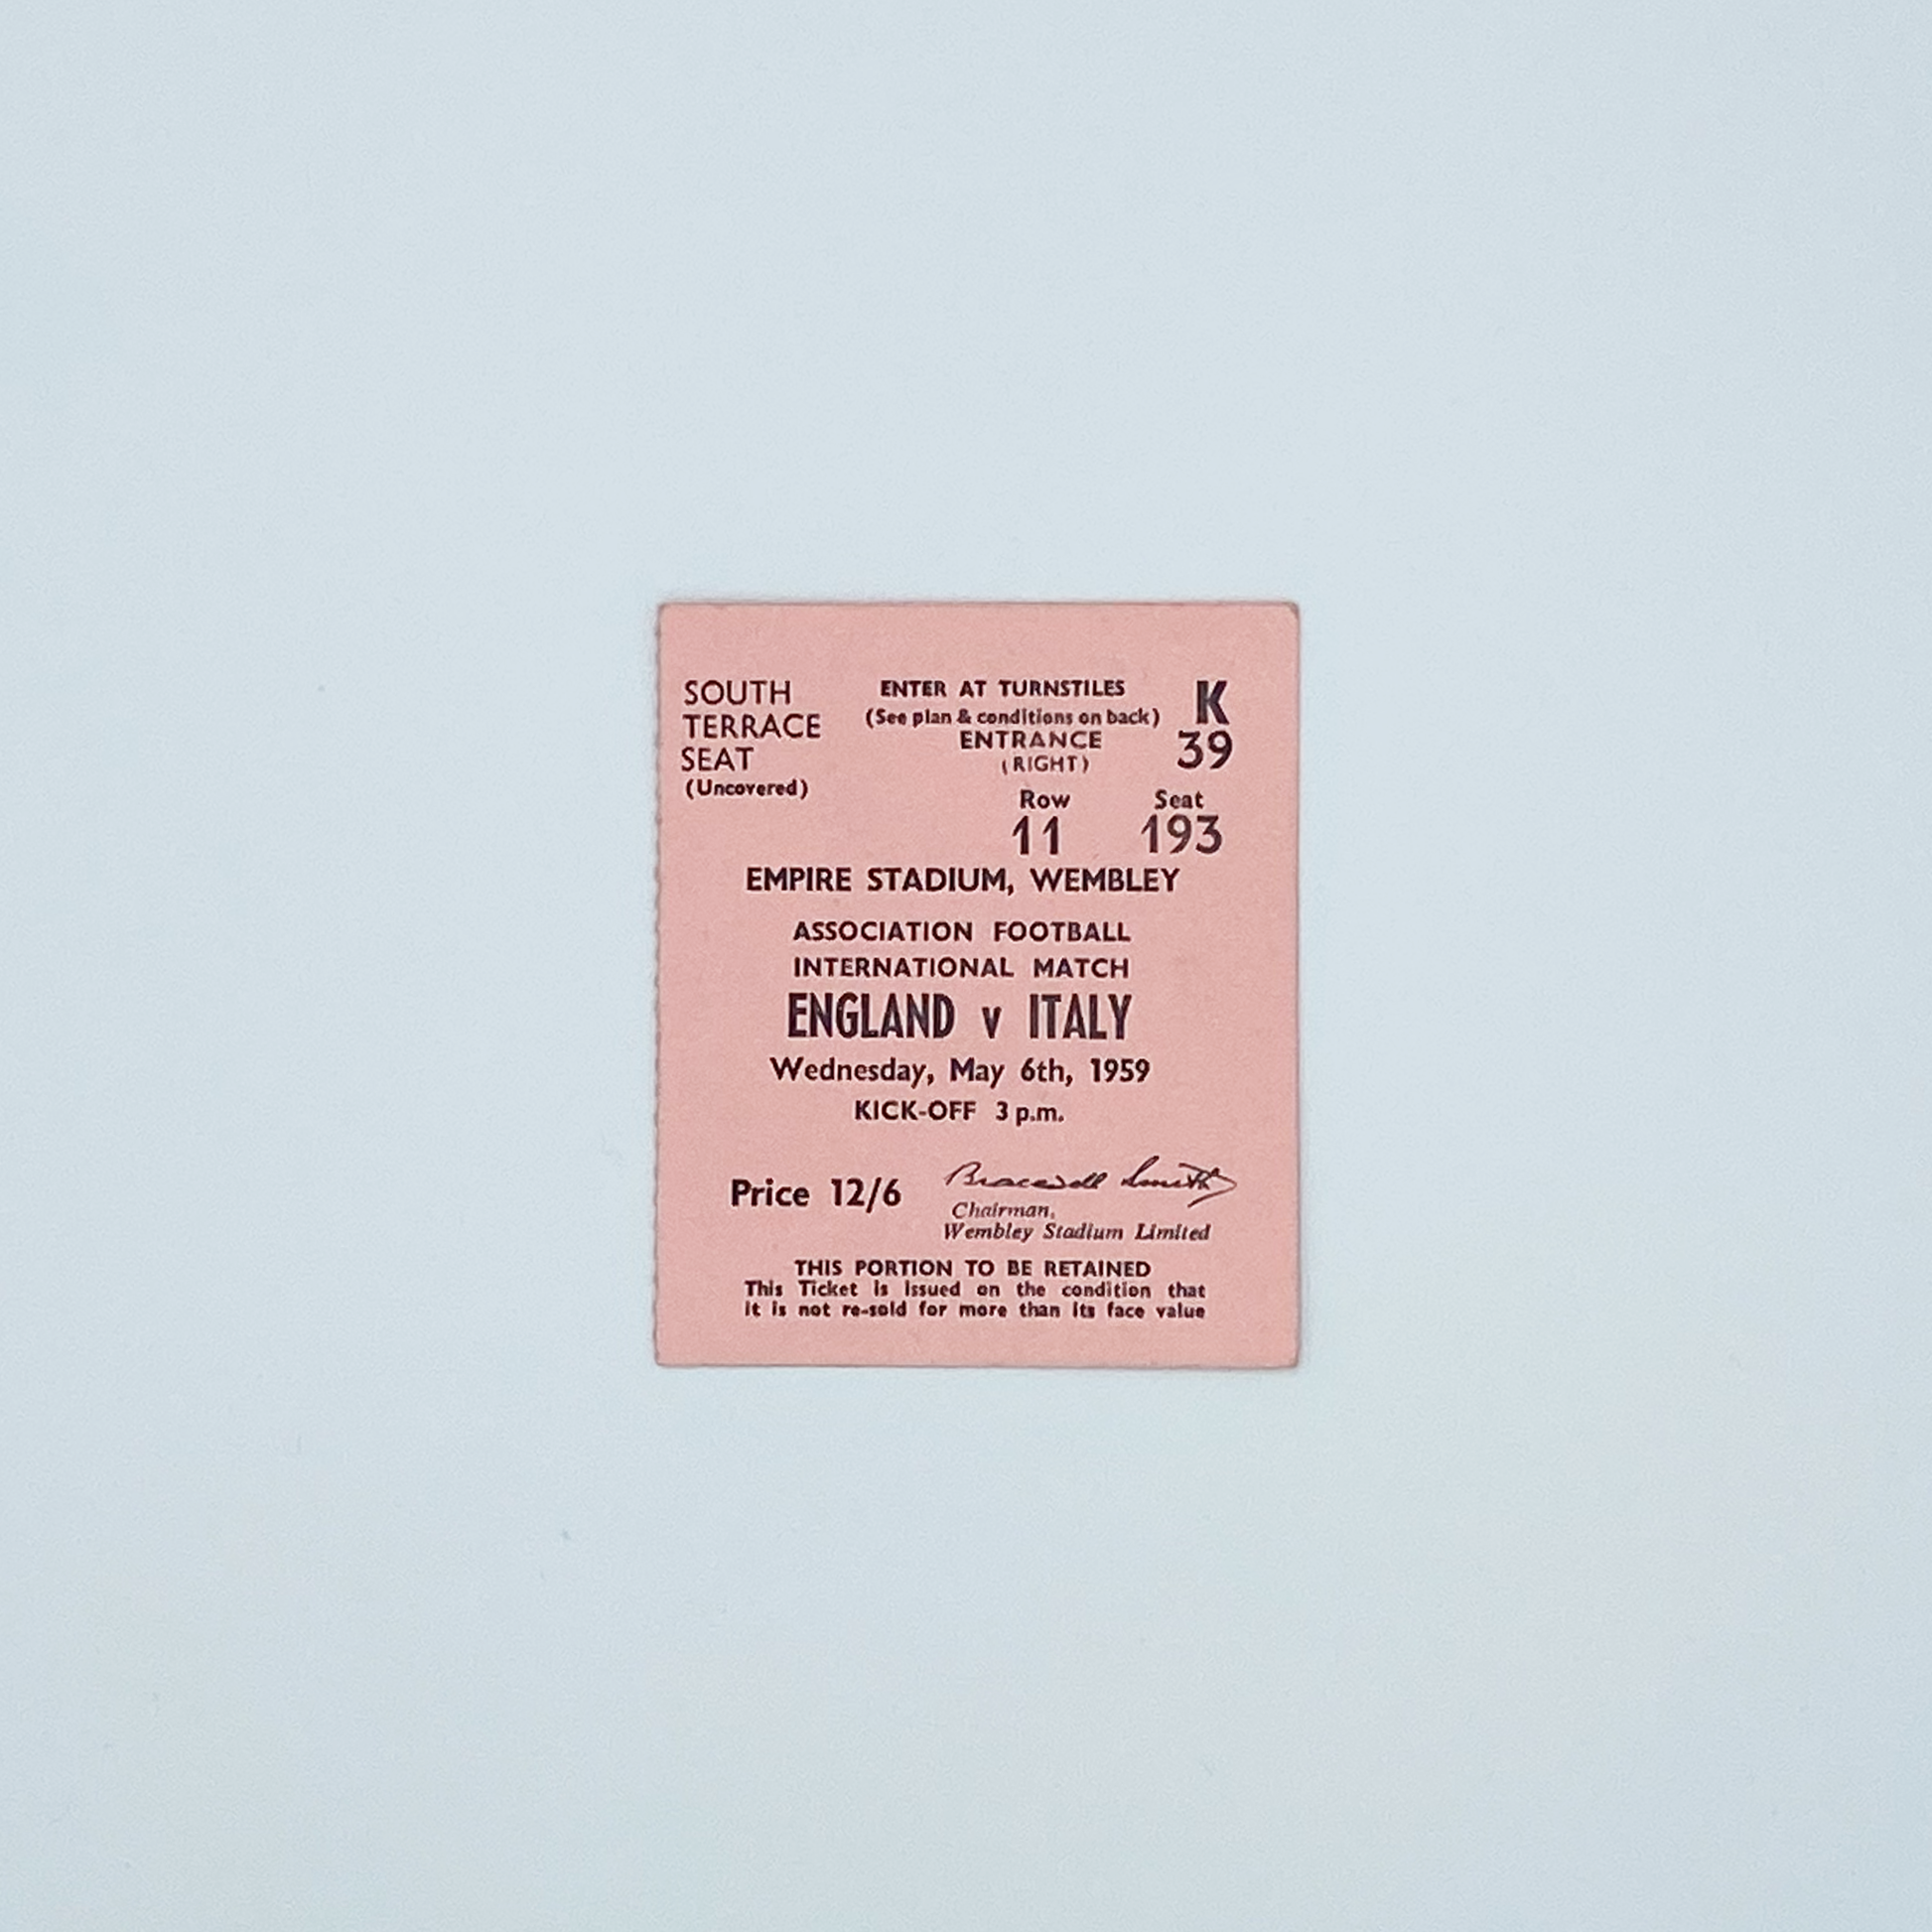 SOUTH
TERRACE
SEAT
(Uncovered)
ENTER AT TURNSTILES K
(See plan & conditions on back)
ENTRANCE 39
(RIGHT)
Row Seat
11 193
EMPIRE STADIUM, WEMBLEY
ASSOCIATION FOOTBALL
INTERNATIONAL MATCH
ENGLAND v ITALY
Wednesday, May 6th, 1959
KICK-OFF 3 p.m.
Price 12/6
Bracewell Smith
Chairman,
Wembley Stadium Limited
THIS PORTION TO BE RETAINED
This Ticket is issued on the condition that
it is not re-sold for more than its face value